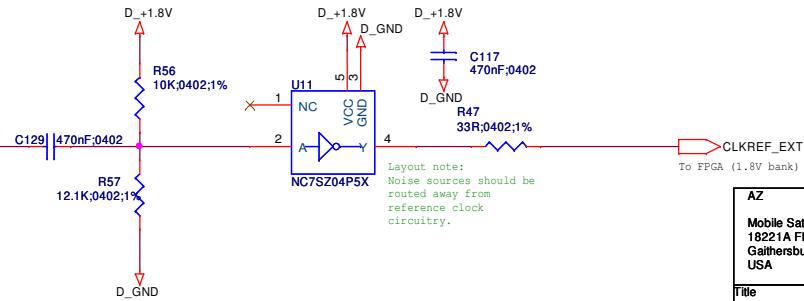 D_+1.8V
D_+1.8V
D_GND
D_+1.8V
R56
10K;0402;1%
C117
470nF;0402
U11
5
3
1
NC
VCC
GND
D_GND
R47
33R;0402;1%
C129
470nF;0402
2
A
Y
4
CLKREF_EXT
To FPGA (1.8V bank)
R57
12.1K;0402;1%
NC7SZ04P5X
Layout note:
Noise sources should be
routed away from
reference clock
circuitry.
D_GND
AZ
Mobile Sat
18221A Fl
Gaithersbu
USA
Title